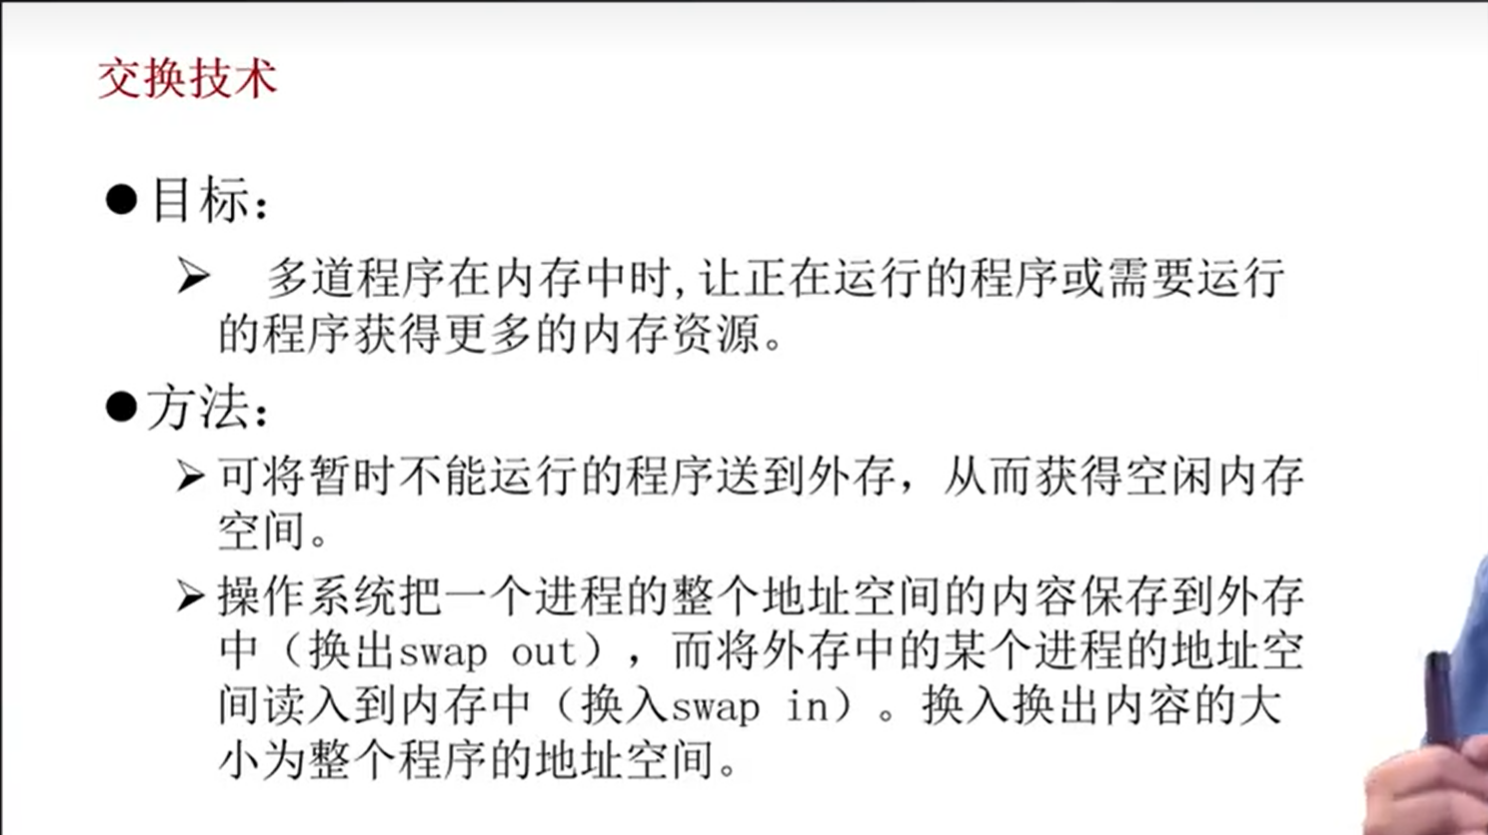 交换技术
●目标：
➢ 多道程序在内存中时,让正在运行的程序或需要运行
的程序获得更多的内存资源。
●方法：
➢可将暂时不能运行的程序送到外存，从而获得空闲内存
空间。
➢操作系统把一个进程的整个地址空间的内容保存到外存
中（换出swap out），而将外存中的某个进程的地址空
间读入到内存中（换入swap in）。换入换出内容的大
小为整个程序的地址空间。